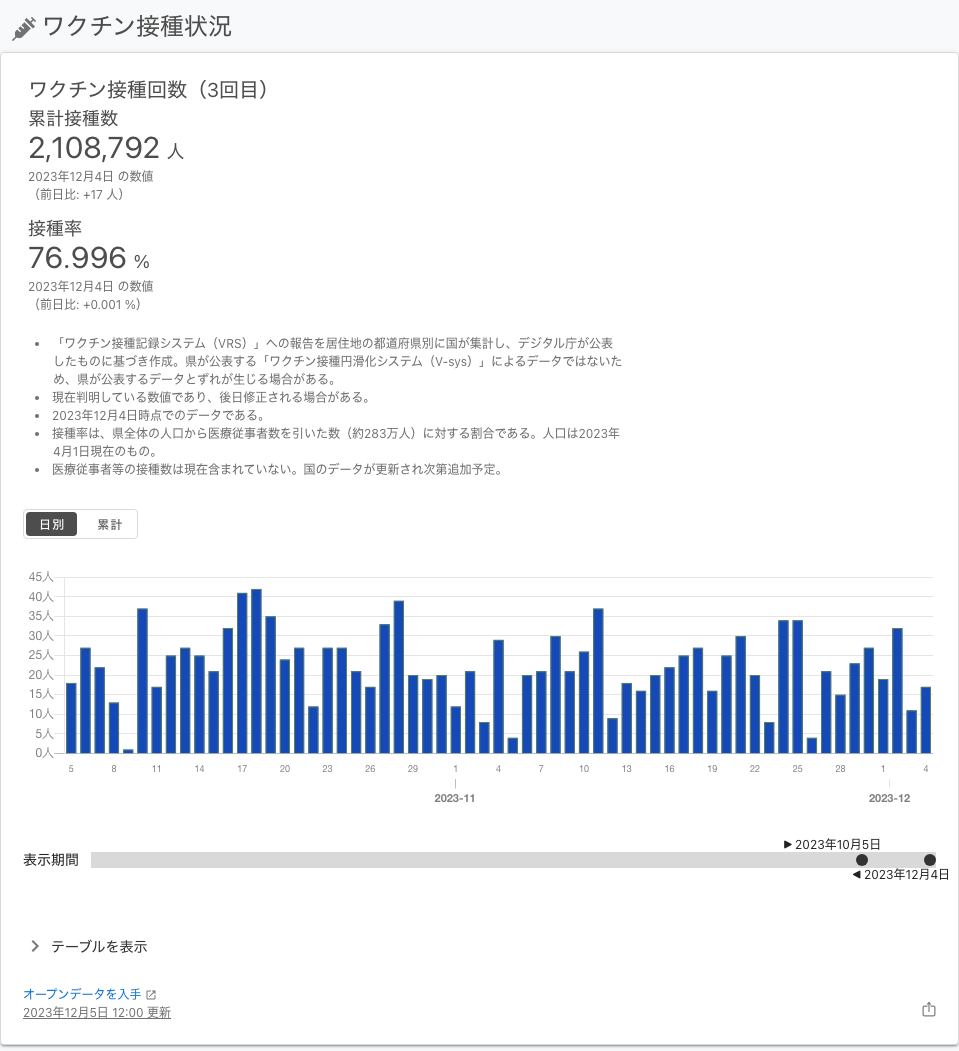 ワクチン接種状況
ワクチン接種回数（3回目）
累計接種数
2,108,792 人
2023年12月4日 の数値
（前日比: +17 人）
接種率
76.996 %
2023年12月4日 の数値
（前日比: +0.001 %）
• 「ワクチン接種記録システム（VRS）」への報告を居住地の都道府県別に国が集計し、デジタル庁が公表
したものに基づき作成。県が公表する「ワクチン接種円滑化システム（V-sys）」によるデータではないた
め、県が公表するデータとずれが生じる場合がある。
• 現在判明している数値であり、後日修正される場合がある。
• 2023年12月4日時点でのデータである。
• 接種率は、県全体の人口から医療従事者数を引いた数（約283万人）に対する割合である。人口は2023年
4月1日現在のもの。
• 医療従事者等の接種数は現在含まれていない。国のデータが更新され次第追加予定。
日別 累計
45人
40人
35人
30人
25人
20人
15人
10人
5人
0人
5 8 11 14 17 20 23 26 29 1 4 7 10 13 16 19 22 25 28 1 4
2023-11 2023-12
▶ 2023年10月5日
表示期間
◀ 2023年12月4日
テーブルを表示
オープンデータを入手
2023年12月5日 12:00 更新